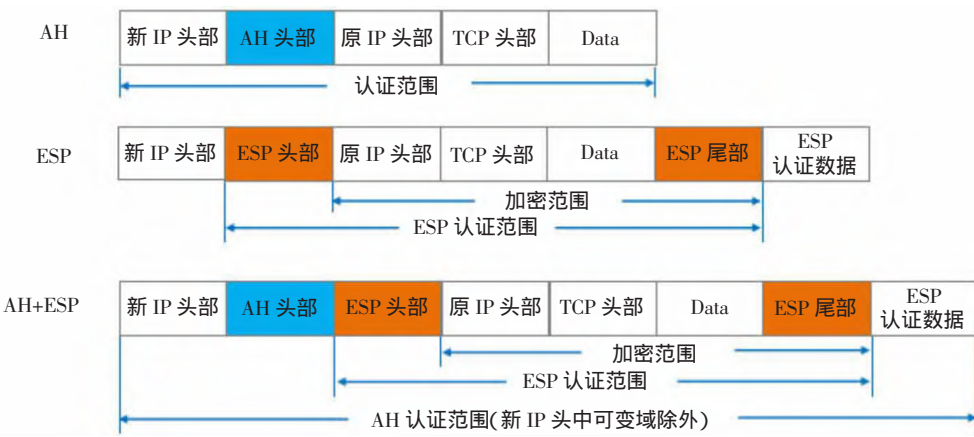 AH 新 IP 头部 AH 头部 原 IP 头部 TCP 头部 Data
认证范围
ESP 新 IP 头部 ESP 头部 原 IP 头部 TCP 头部 Data ESP 尾部 ESP 认证数据
加密范围
ESP 认证范围
AH+ESP 新 IP 头部 AH 头部 ESP 头部 原 IP 头部 TCP 头部 Data ESP 尾部 ESP 认证数据
加密范围
ESP 认证范围
AH 认证范围(新 IP 头中可变域除外)